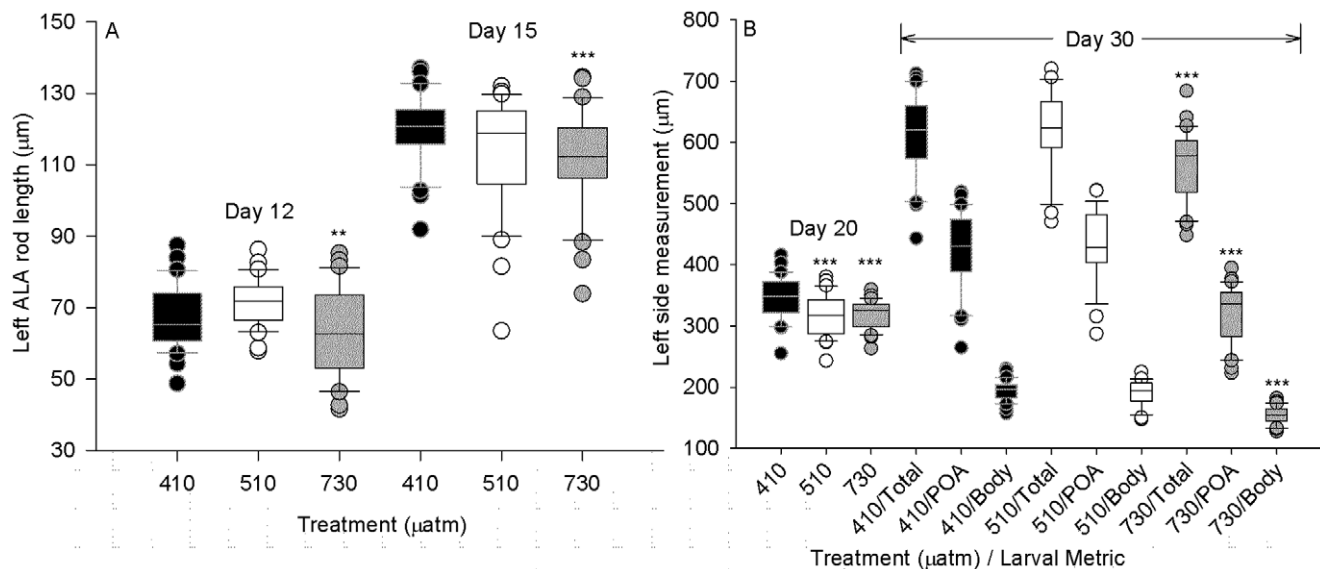 A
Day 15
***
Day 12
**
150
130
110
90
70
50
30
Left ALA rod length (μm)
410
510
730
410
510
730
Treatment (μatm)
B
Day 30
***
***
***
Day 20
***
***
800
700
600
500
400
300
200
100
Left side measurement (μm)
410
510
730
410/Total
410/POA
410/Body
510/Total
510/POA
510/Body
730/Total
730/POA
730/Body
Treatment (μatm) / Larval Metric